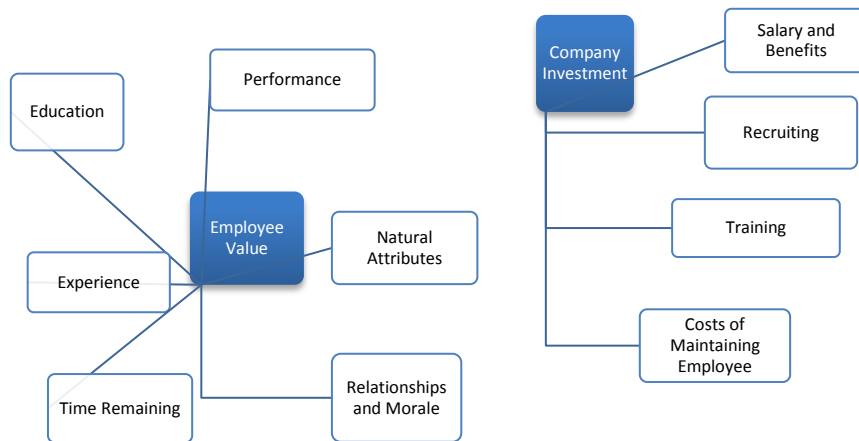 Education
Performance
Employee
Value
Natural
Attributes
Experience
Time Remaining
Relationships
and Morale
Company
Investment
Salary and
Benefits
Recruiting
Training
Costs of
Maintaining
Employee